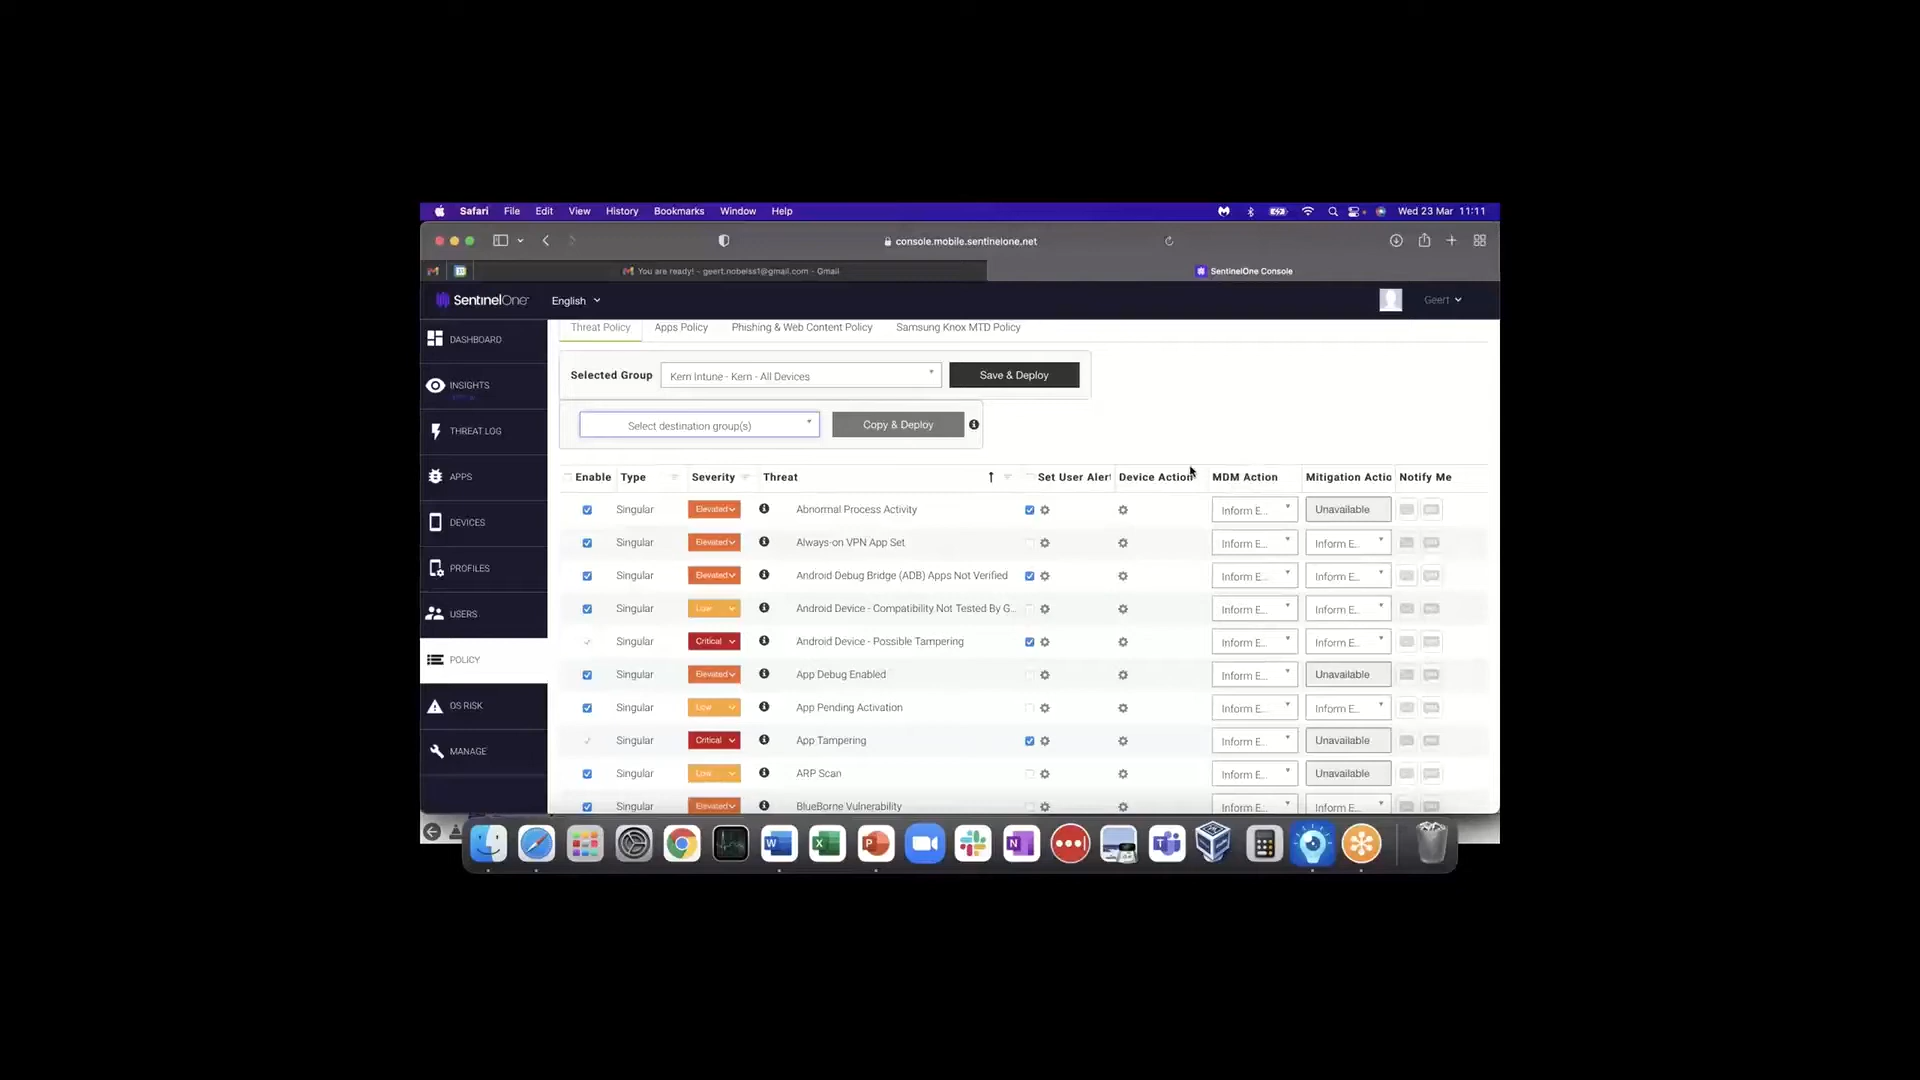 Safari File Edit View History Bookmarks Window Help Wed 23 Mar 11:11
console.mobile.sentinelone.net
You are ready! - geert.nobelss1@gmail.com - Gmail SentinelOne Console
SentinelOne English Geert
DASHBOARD
INSIGHTS
THREAT LOG
APPS
DEVICES
PROFILES
USERS
POLICY
OS RISK
MANAGE
Threat Policy Apps Policy Phishing & Web Content Policy Samsung Knox MTD Policy
Selected Group Kern Intune - Kern - All Devices Save & Deploy
Select destination group(s) Copy & Deploy
Enable Type Severity Threat Set User Aler Device Action MDM Action Mitigation Actio Notify Me
Singular Elevated Abnormal Process Activity Inform E... Unavailable
Singular Elevated Always-on VPN App Set Inform E... Inform E...
Singular Elevated Android Debug Bridge (ADB) Apps Not Verified Inform E... Inform E...
Singular Low Android Device - Compatibility Not Tested By G... Inform E... Inform E...
Singular Critical Android Device - Possible Tampering Inform E... Inform E...
Singular Elevated App Debug Enabled Inform E... Unavailable
Singular Low App Pending Activation Inform E... Inform E...
Singular Critical App Tampering Inform E... Unavailable
Singular Low ARP Scan Inform E... Unavailable
Singular Elevated BlueBorne Vulnerability Inform E... Inform E...